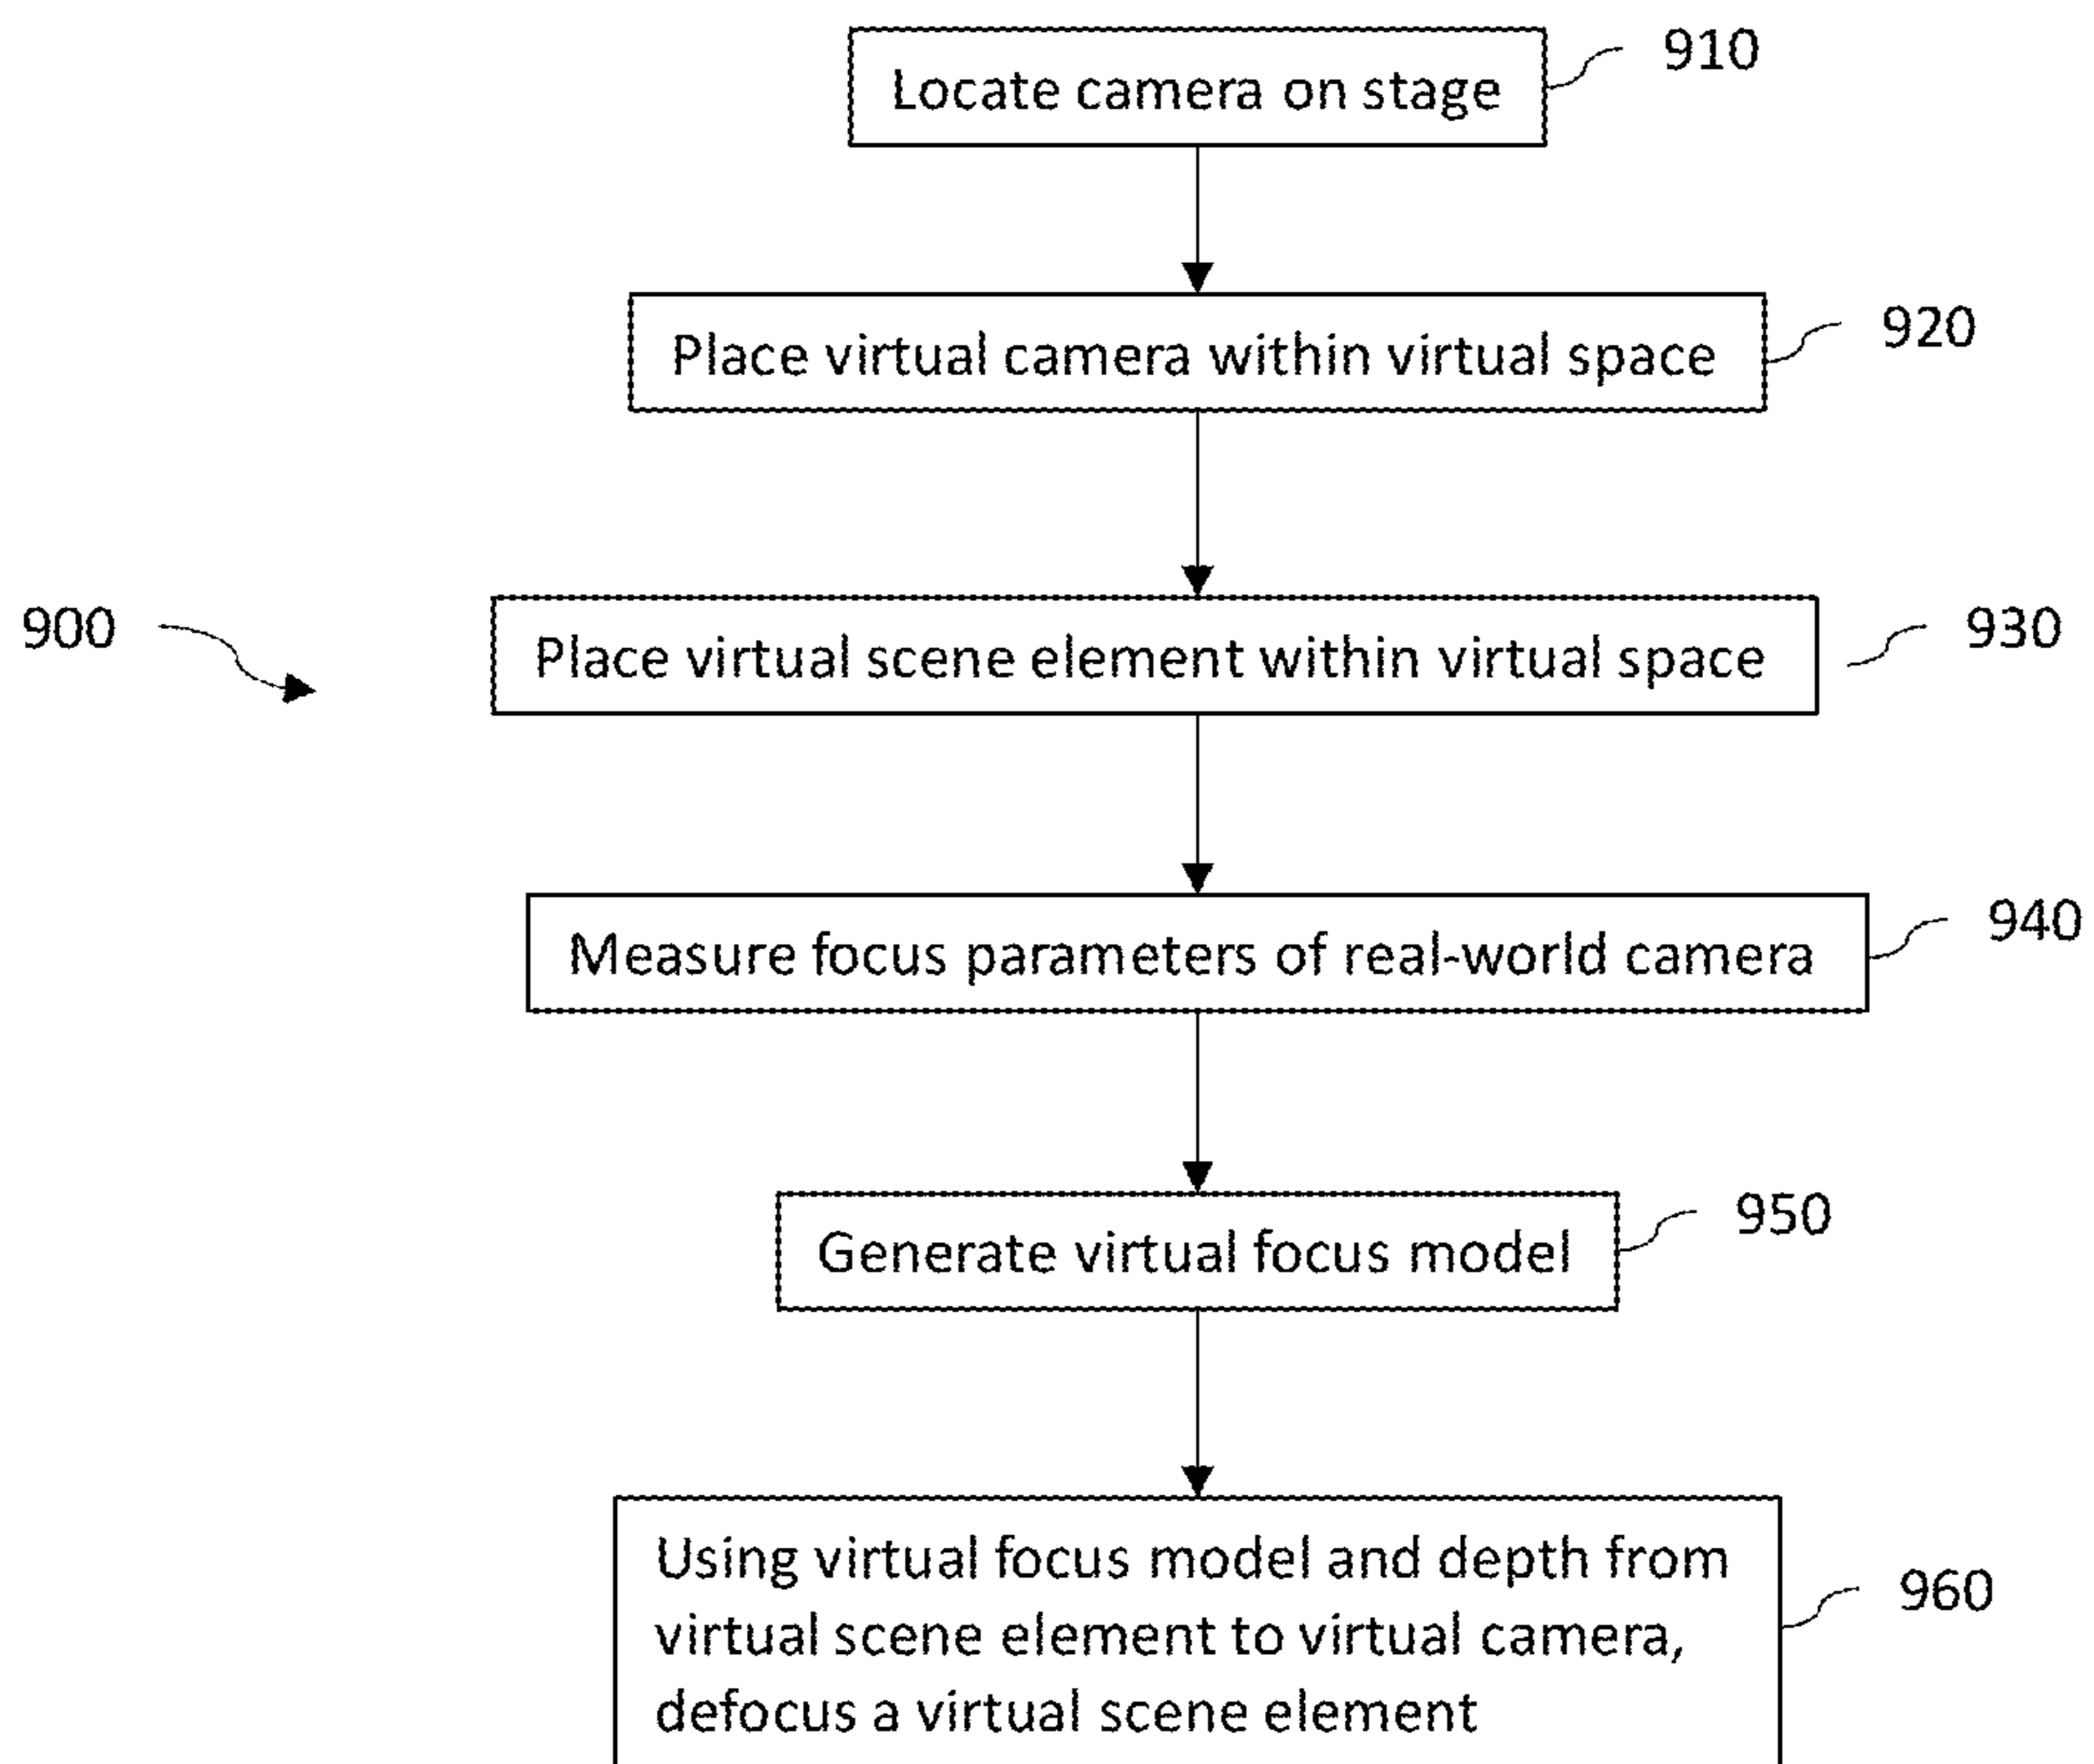 Locate camera on stage
910
Place virtual camera within virtual space
920
900
Place virtual scene element within virtual space
930
Measure focus parameters of real-world camera
940
Generate virtual focus model
950
Using virtual focus model and depth from
virtual scene element to virtual camera,
defocus a virtual scene element
960